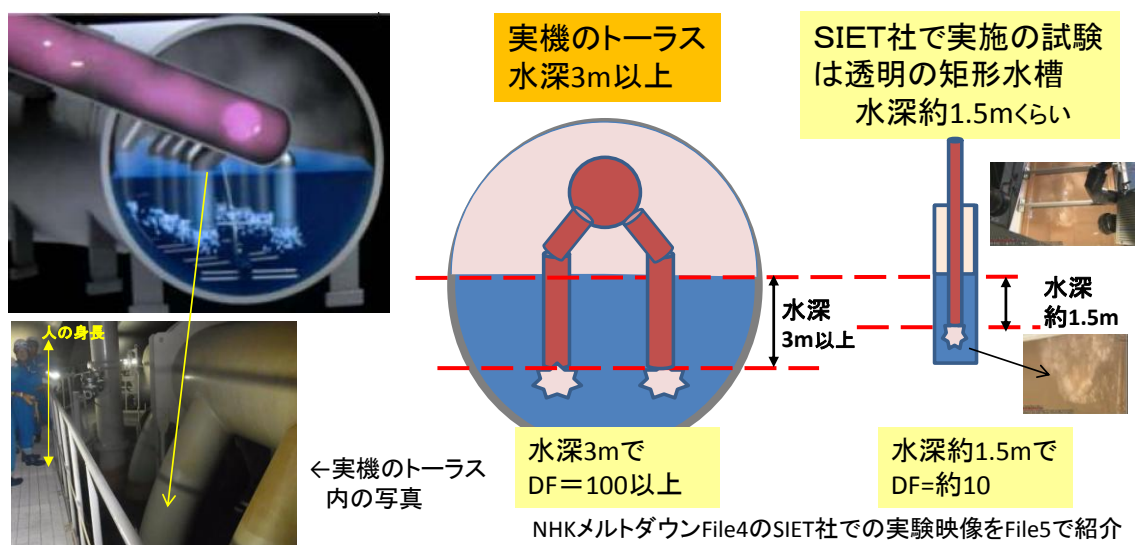 実機のトーラス
水深3m以上
SIET社で実施の試験
は透明の矩形水槽
水深約1.5mくらい
水深
3m以上
水深
約1.5m
人の身長
←実機のトーラス
内の写真
水深3mで
DF＝100以上
水深約1.5mで
DF=約10
NHKメルトダウンFile4のSIET社での実験映像をFile5で紹介